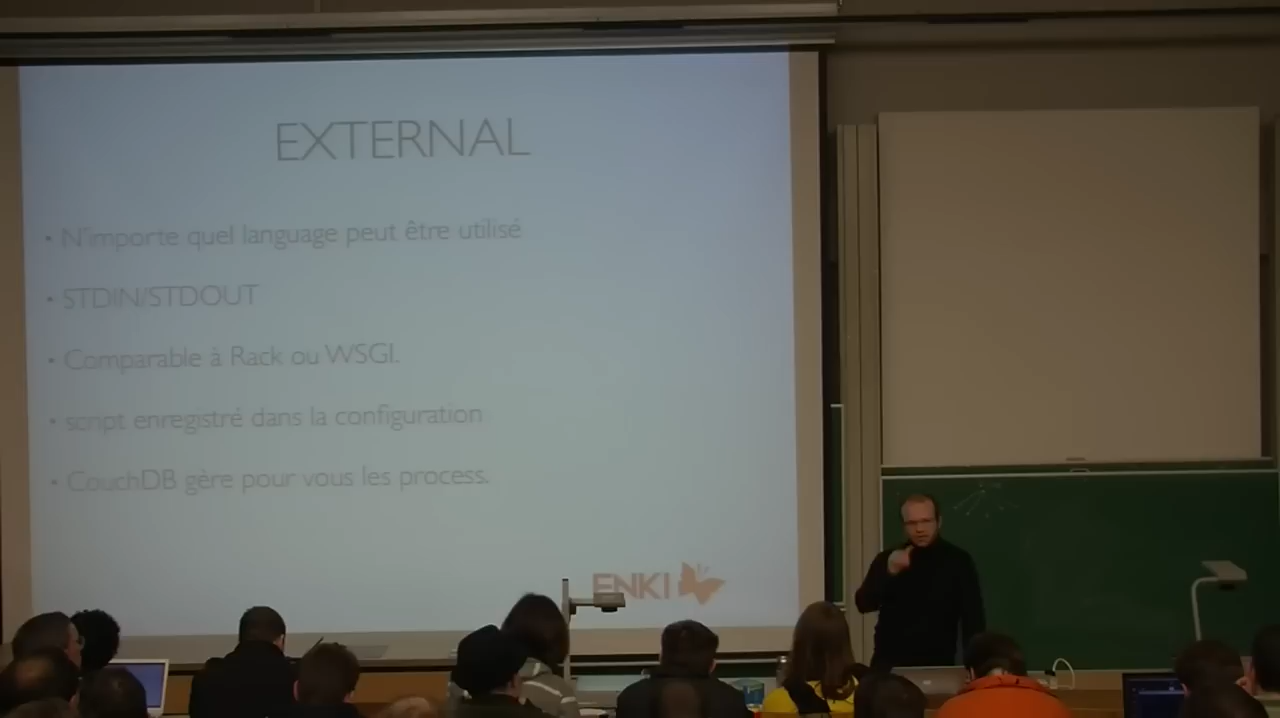 EXTERNAL
• N'importe quel language peut être utilisé
• STDIN/STDOUT
• Comparable à Rack ou WSGI.
• script enregistré dans la configuration
• CouchDB gère pour vous les process.
ENKI